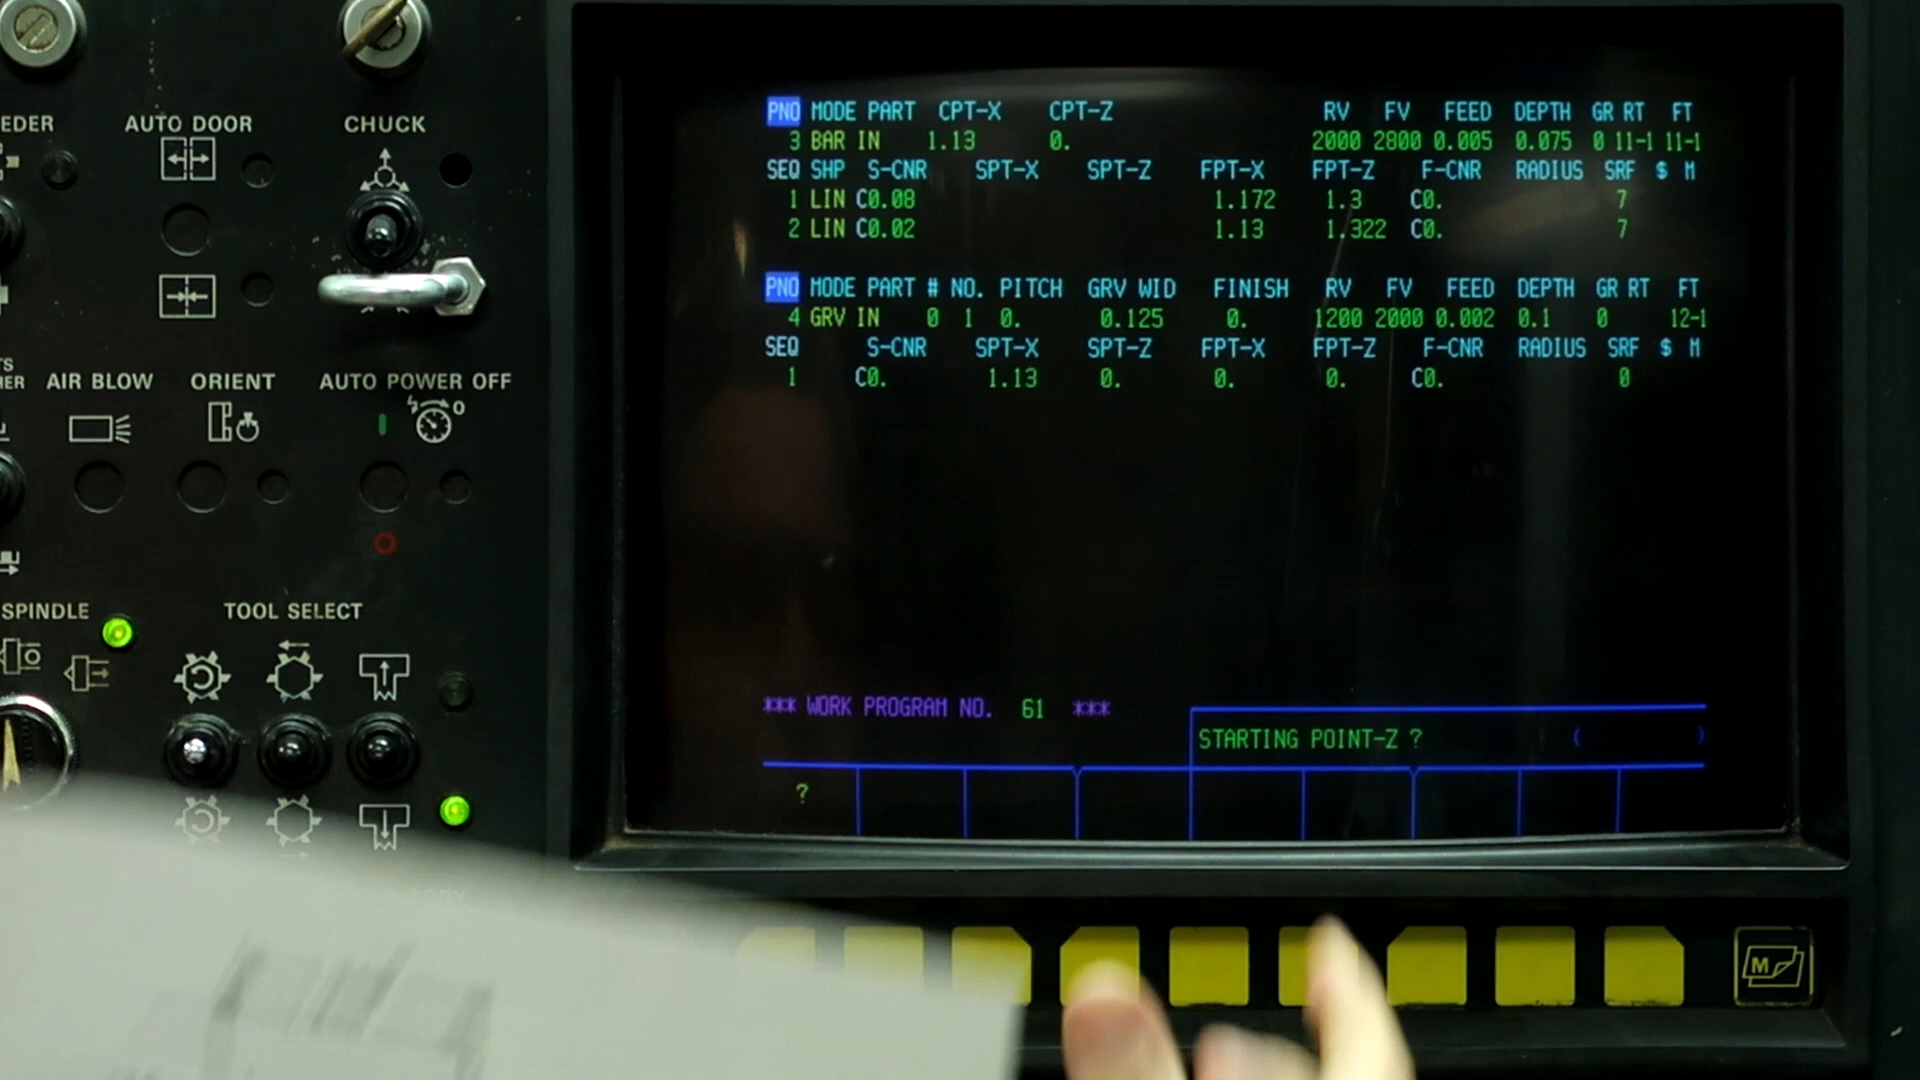 EDER
AUTO DOOR
CHUCK
AIR BLOW
ORIENT
AUTO POWER OFF
SPINDLE
TOOL SELECT
PNO MODE PART CPT-X CPT-Z RV FV FEED DEPTH GR RT FT
3 BAR IN 1.13 0. 2000 2800 0.005 0.075 0 11-1 11-1
SEQ SHP S-CNR SPT-X SPT-Z FPT-X FPT-Z F-CNR RADIUS SRF $ M
1 LIN C0.08 1.172 1.3 C0. 7
2 LIN C0.02 1.13 1.322 C0. 7
PNO MODE PART # NO. PITCH GRV WID FINISH RV FV FEED DEPTH GR RT FT
4 GRV IN 0 1 0. 0.125 0. 1200 2000 0.002 0.1 0 12-1
SEQ S-CNR SPT-X SPT-Z FPT-X FPT-Z F-CNR RADIUS SRF $ M
1 C0. 1.13 0. 0. 0. C0. 0
*** WORK PROGRAM NO. 61 ***
STARTING POINT-Z ? ( )
?
M